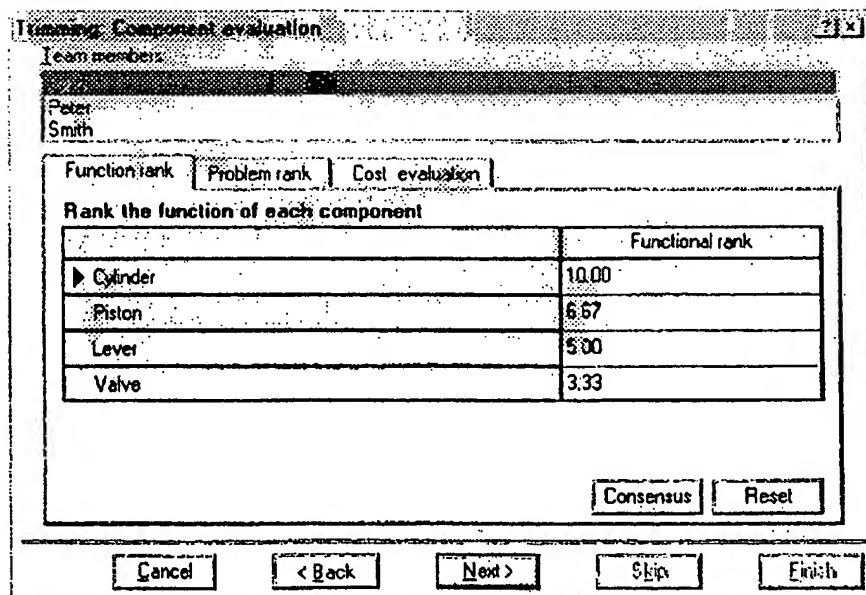 Trimming: Component evaluation ? x
Team members
Peter
Smith
Function rank Problem rank Cost evaluation
Rank the function of each component
Functional rank
Cylinder 10.00
Piston 6.67
Lever 5.00
Valve 3.33
Consensus Reset
Cancel < Back Next > Skip Finish